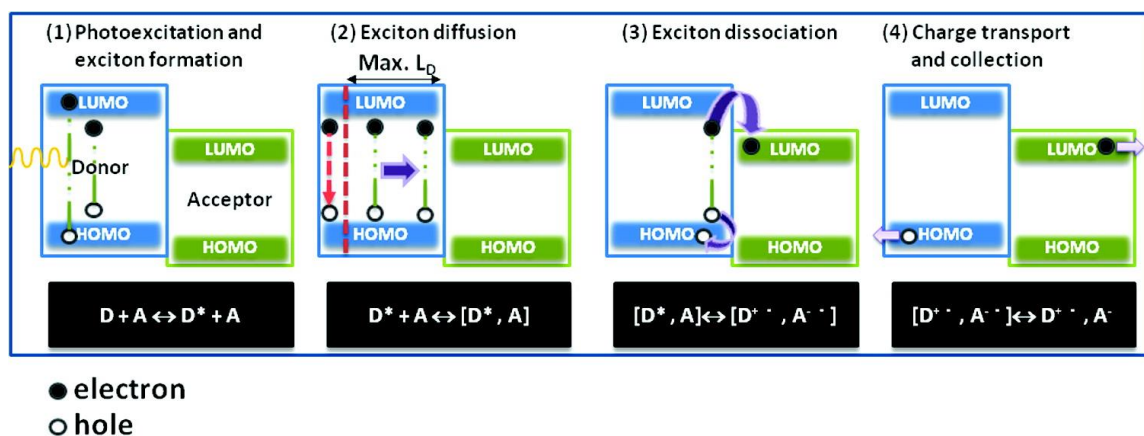 (1) Photoexcitation and
exciton formation
LUMO
Donor
HOMO
LUMO
Acceptor
HOMO
D + A ↔ D* + A
(2) Exciton diffusion
Max. L_D
LUMO
HOMO
LUMO
HOMO
D* + A ↔ [D* , A]
(3) Exciton dissociation
LUMO
HOMO
LUMO
HOMO
[D* , A]↔ [D⁺ ˙ , A⁻ ˙ ]
(4) Charge transport
and collection
LUMO
HOMO
LUMO
HOMO
[D⁺ ˙ , A⁻ ˙ ]↔ D⁺ ˙ , A⁻
electron
hole